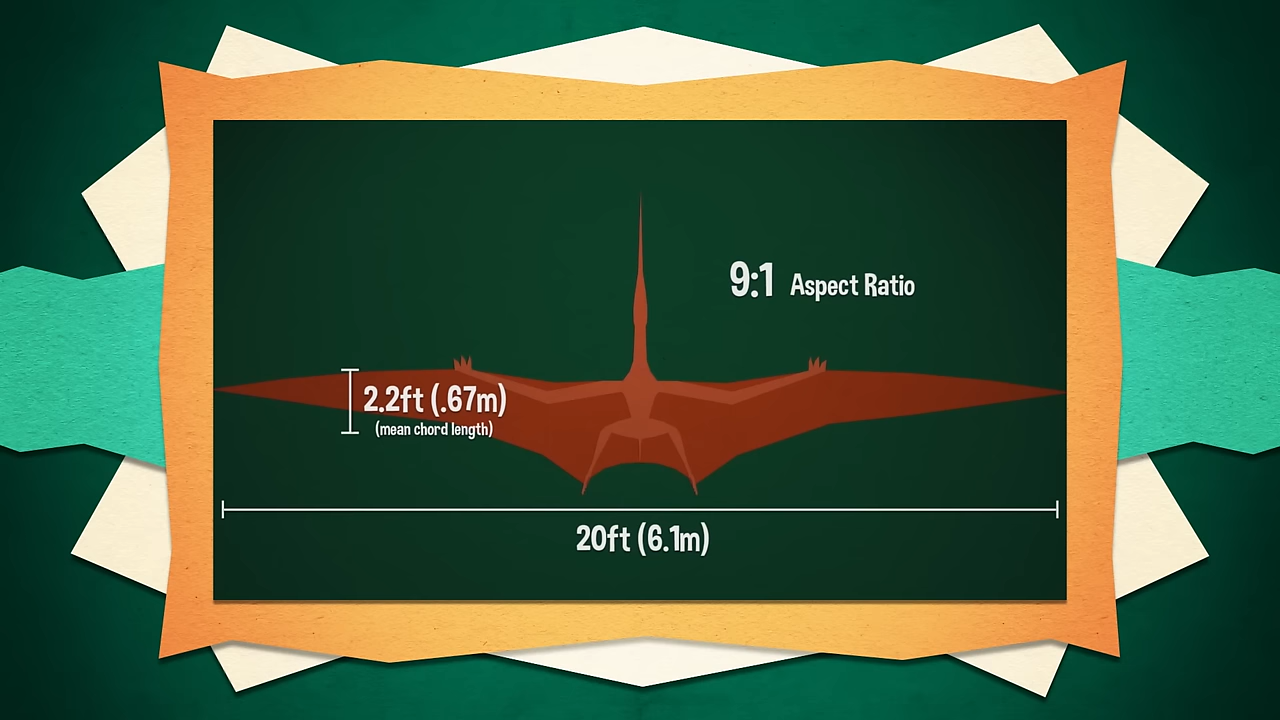 9:1 Aspect Ratio
2.2ft (.67m)
(mean chord length)
20ft (6.1m)